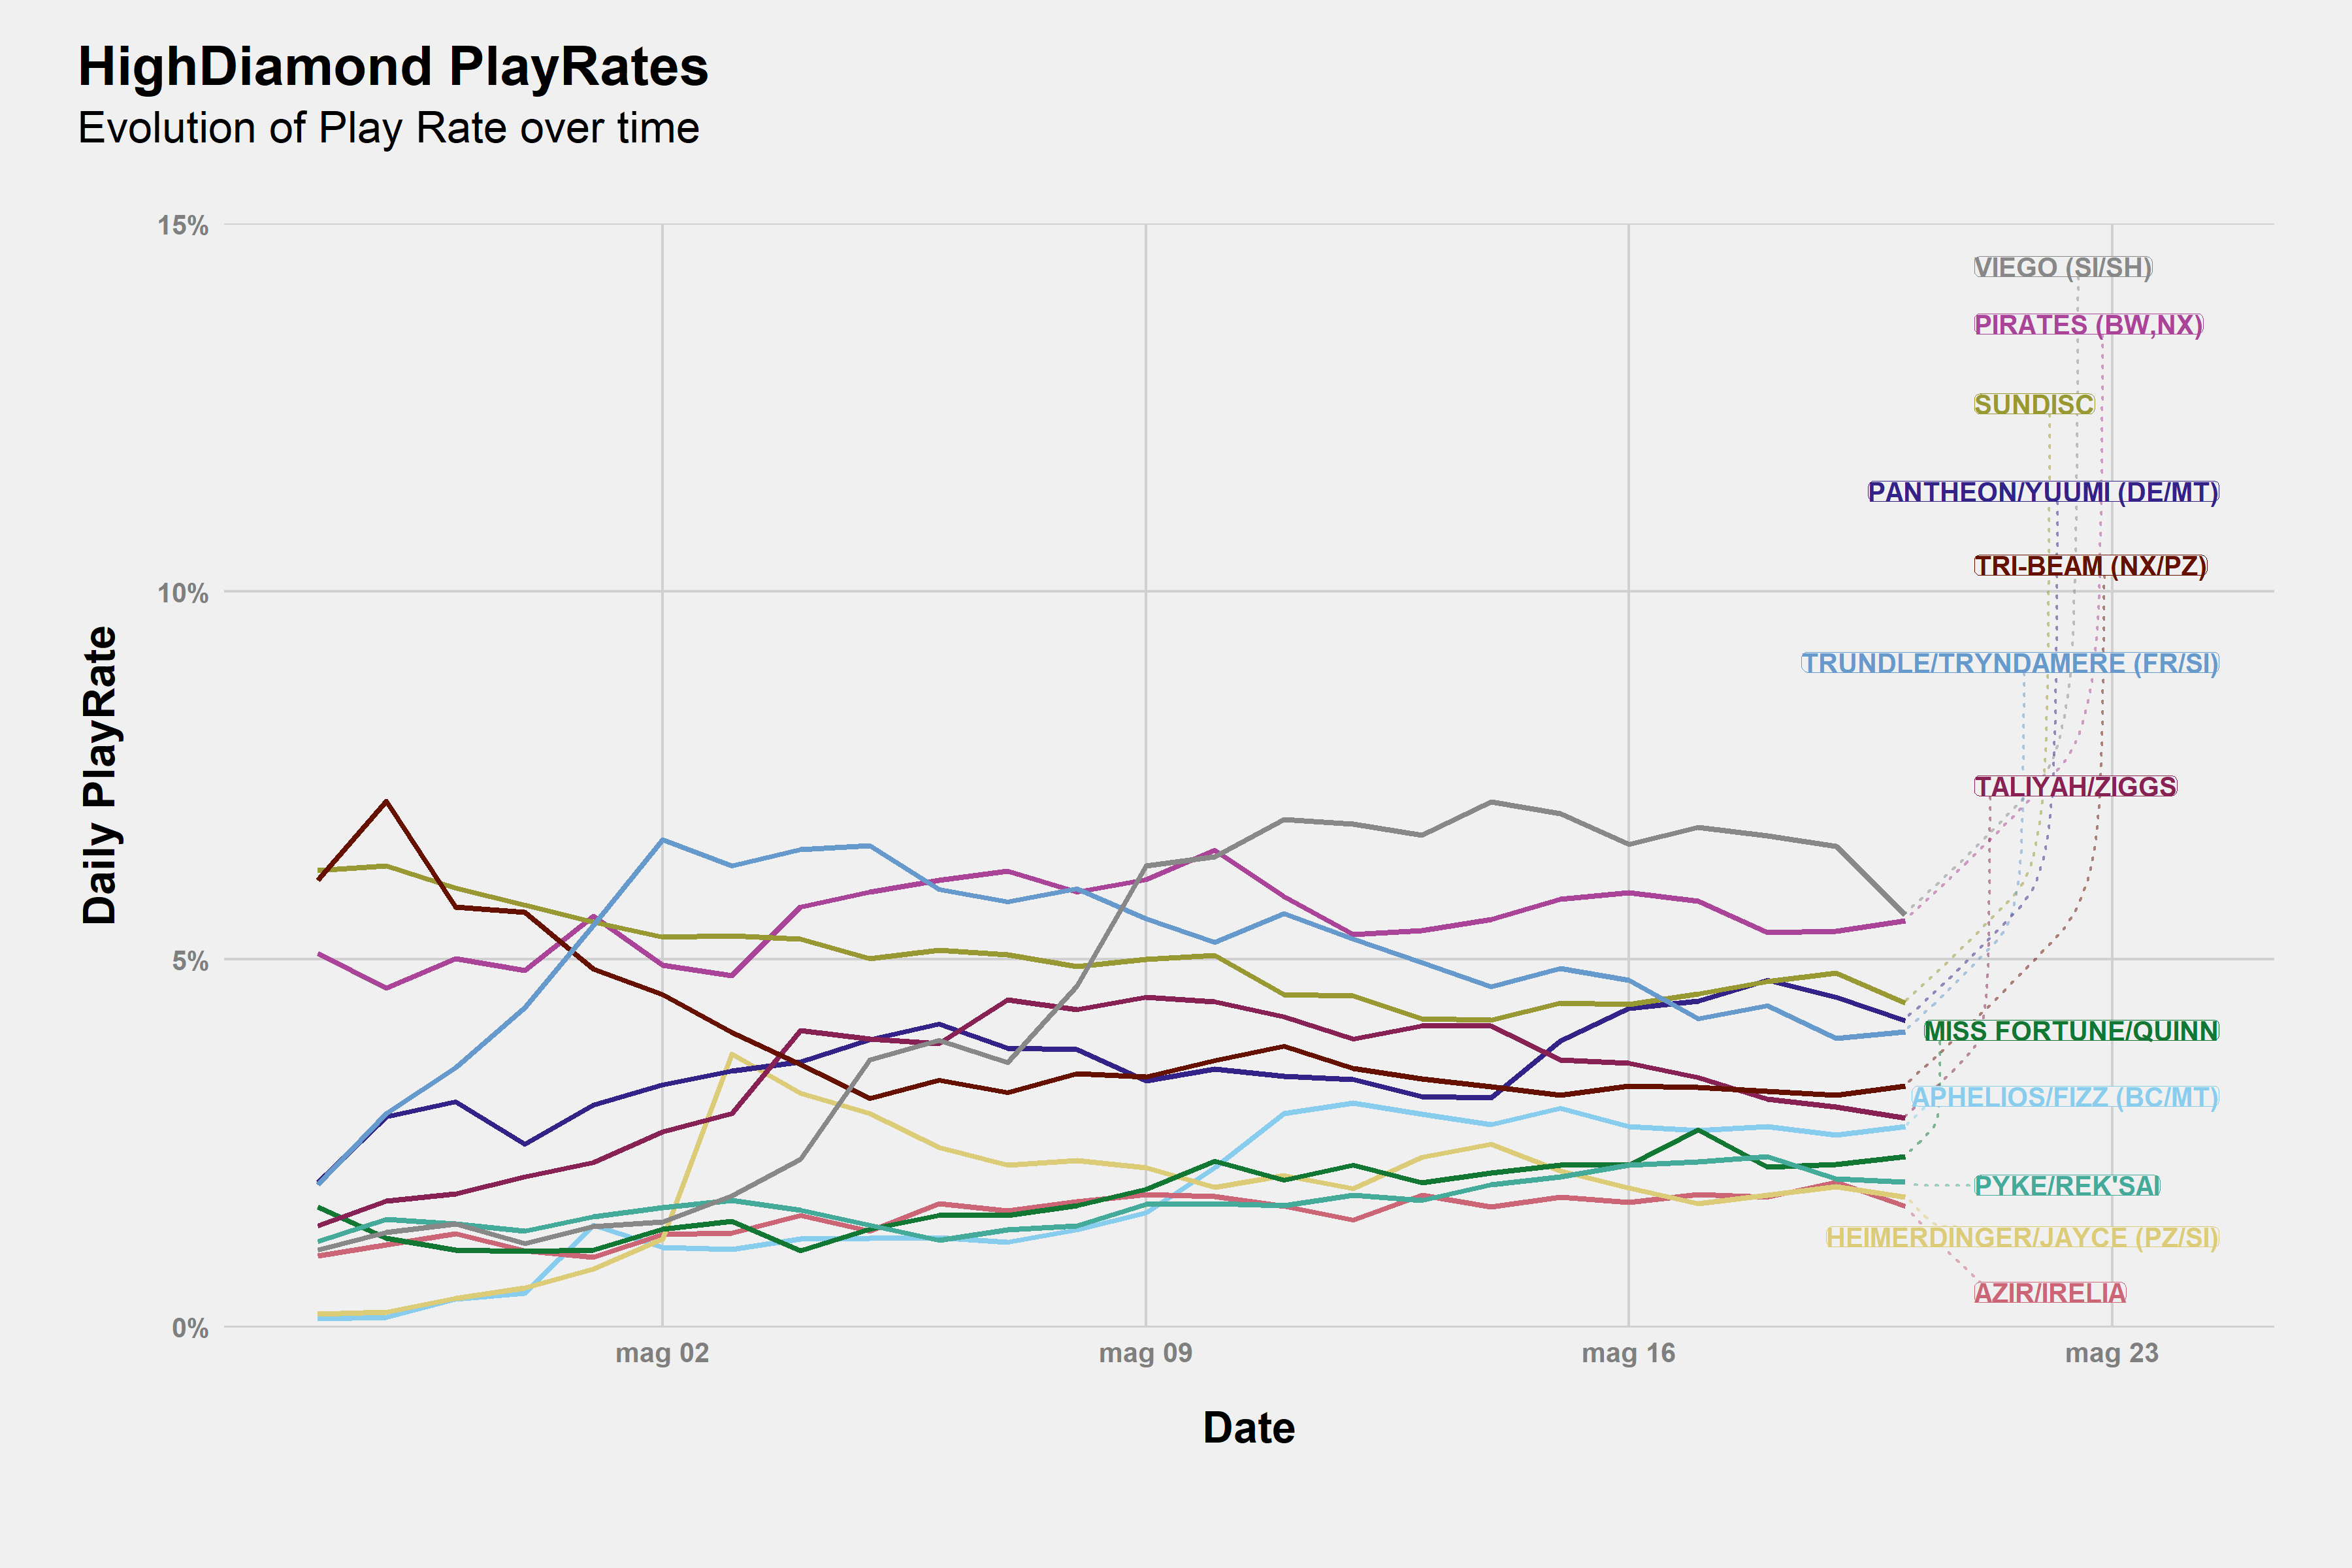 HighDiamond PlayRates
Evolution of Play Rate over time
15%
10%
5%
0%
Daily PlayRate
VIEGO (SI/SH)
PIRATES (BW,NX)
SUNDISC
PANTHEON/YUUMI (DE/MT)
TRI-BEAM (NX/PZ)
TRUNDLE/TRYNDAMERE (FR/SI)
TALIYAH/ZIGGS
MISS FORTUNE/QUINN
APHELIOS/FIZZ (BC/MT)
PYKE/REK'SAI
HEIMERDINGER/JAYCE (PZ/SI)
AZIR/IRELIA
mag 02
mag 09
mag 16
mag 23
Date